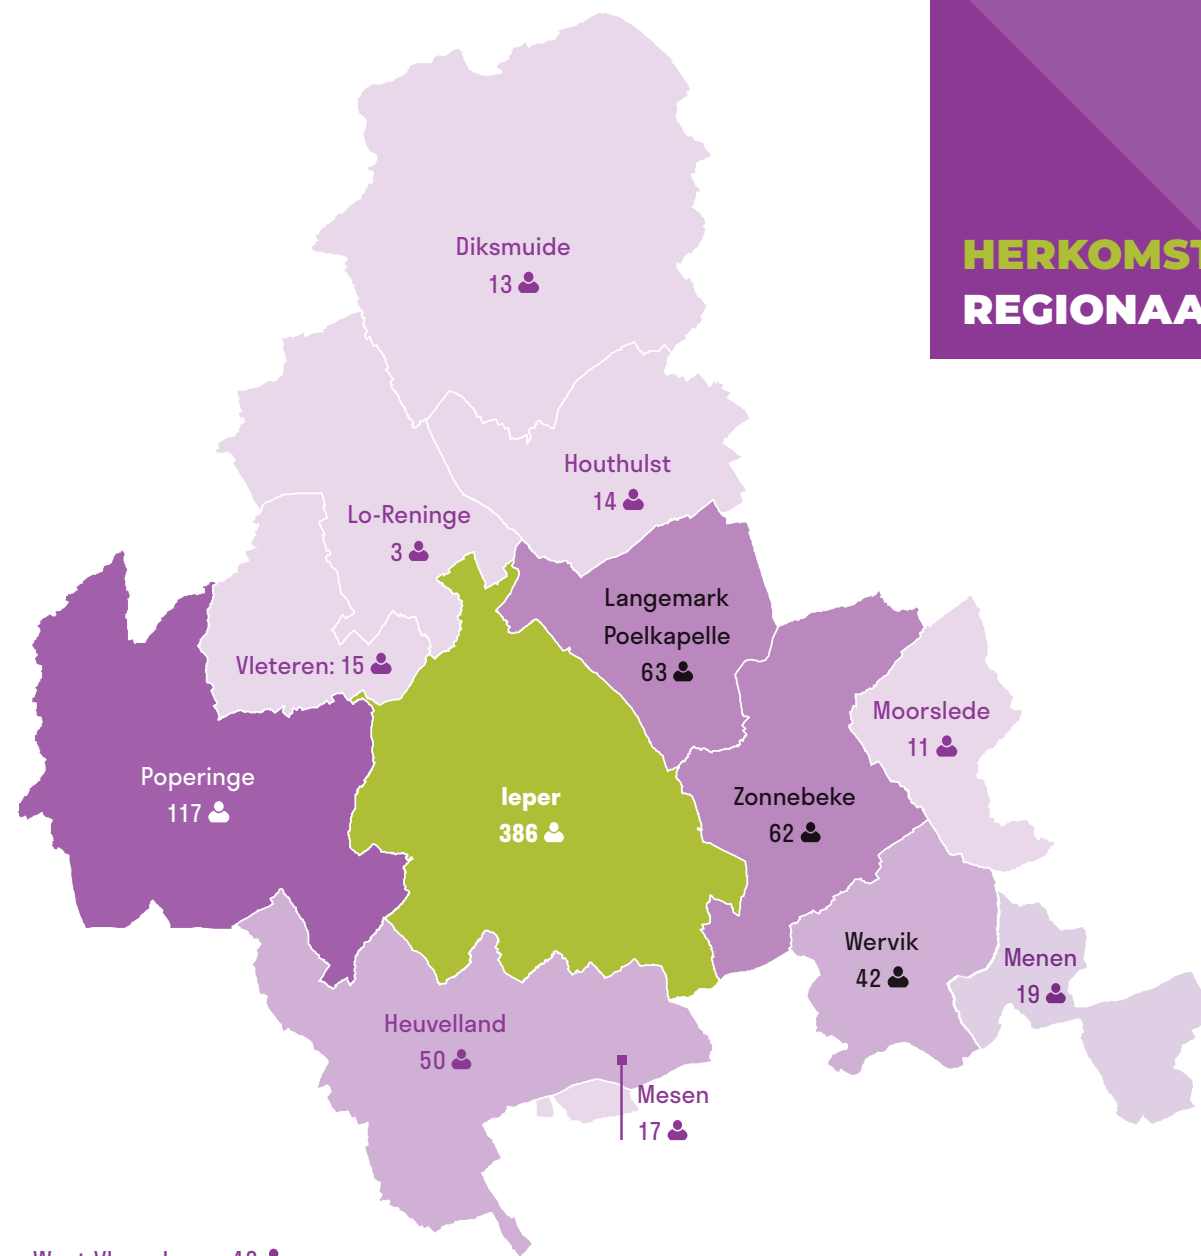 HERKOMST
REGIONAA
Diksmuide
13
Houthulst
14
Lo-Reninge
3
Langemark
Poelkapelle
63
Vleteren: 15
Moorslede
11
Poperinge
117
Ieper
386
Zonnebeke
62
Wervik
42
Menen
19
Heuvelland
50
Mesen
17